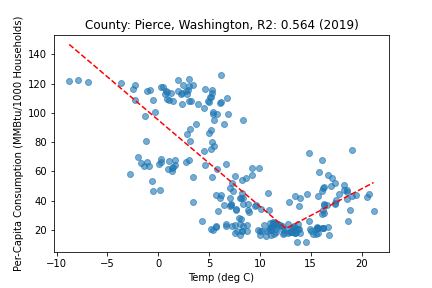 County: Pierce, Washington, R2: 0.564 (2019)
Per-Capita Consumption (MMBtu/1000 Households)
140
120
100
80
60
40
20
−10 −5 0 5 10 15 20
Temp (deg C)